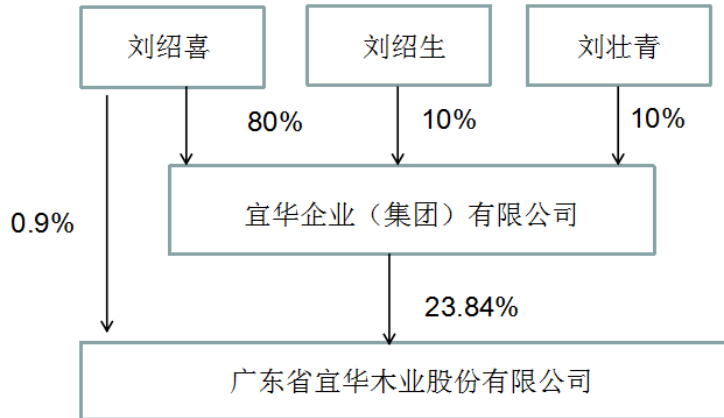 刘绍喜
刘绍生
刘壮青
80%
10%
10%
宜华企业（集团）有限公司
0.9%
23.84%
广东省宜华木业股份有限公司